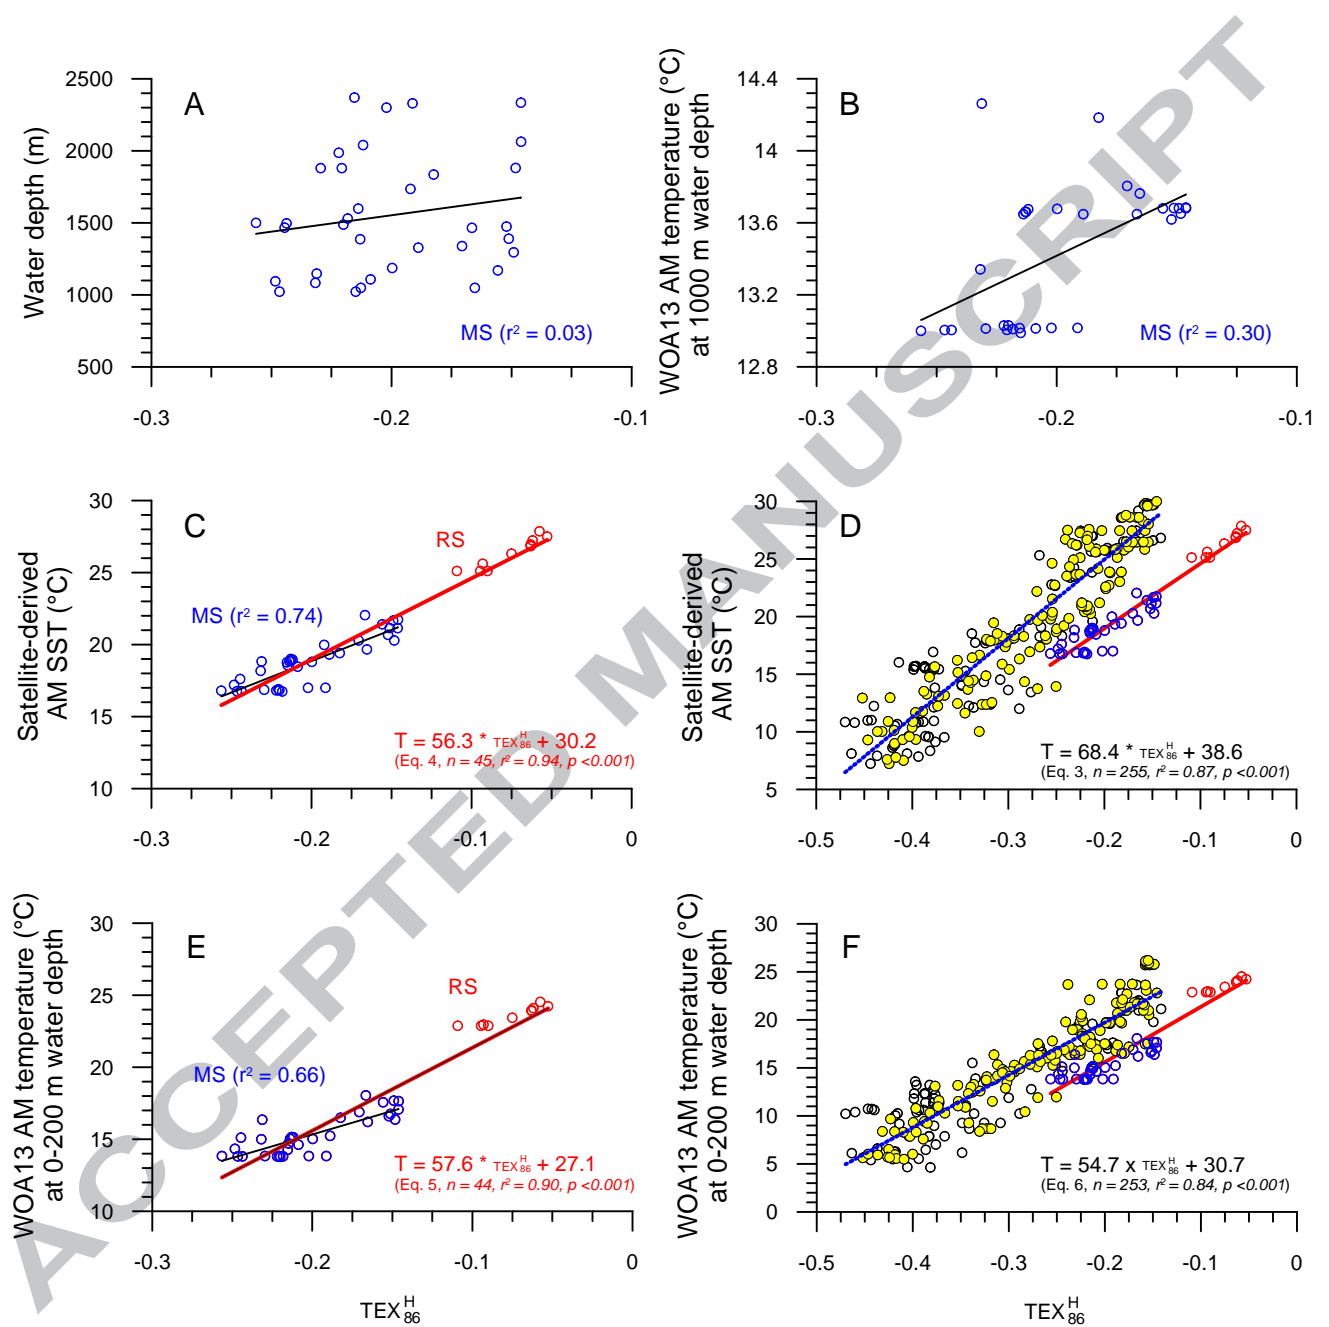 A
Water depth (m)
2500
2000
1500
1000
500
MS (r² = 0.03)
-0.3
-0.2
-0.1
B
WOA13 AM temperature (°C)
at 1000 m water depth
14.4
14
13.6
13.2
12.8
MS (r² = 0.30)
-0.3
-0.2
-0.1
C
Satellite-derived
AM SST (°C)
30
25
20
15
10
RS
MS (r² = 0.74)
T = 56.3 * TEX₈₆ᴴ + 30.2
(Eq. 4, n = 45, r² = 0.94, p <0.001)
-0.3
-0.2
-0.1
0
D
Satellite-derived
AM SST (°C)
30
25
20
15
10
5
T = 68.4 * TEX₈₆ᴴ + 38.6
(Eq. 3, n = 255, r² = 0.87, p <0.001)
-0.5
-0.4
-0.3
-0.2
-0.1
0
E
WOA13 AM temperature (°C)
at 0-200 m water depth
30
25
20
15
10
RS
MS (r² = 0.66)
T = 57.6 * TEX₈₆ᴴ + 27.1
(Eq. 5, n = 44, r² = 0.90, p <0.001)
-0.3
-0.2
-0.1
0
TEX₈₆ᴴ
F
WOA13 AM temperature (°C)
at 0-200 m water depth
30
25
20
15
10
5
0
T = 54.7 x TEX₈₆ᴴ + 30.7
(Eq. 6, n = 253, r² = 0.84, p <0.001)
-0.5
-0.4
-0.3
-0.2
-0.1
0
TEX₈₆ᴴ
ACCEPTED MANUSCRIPT